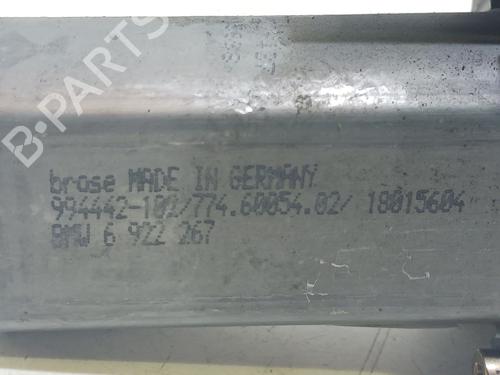 B-PARTS
brose MADE IN GERMANY
994442-102/774.60054.02/ 18015604
BMW 6 922 267